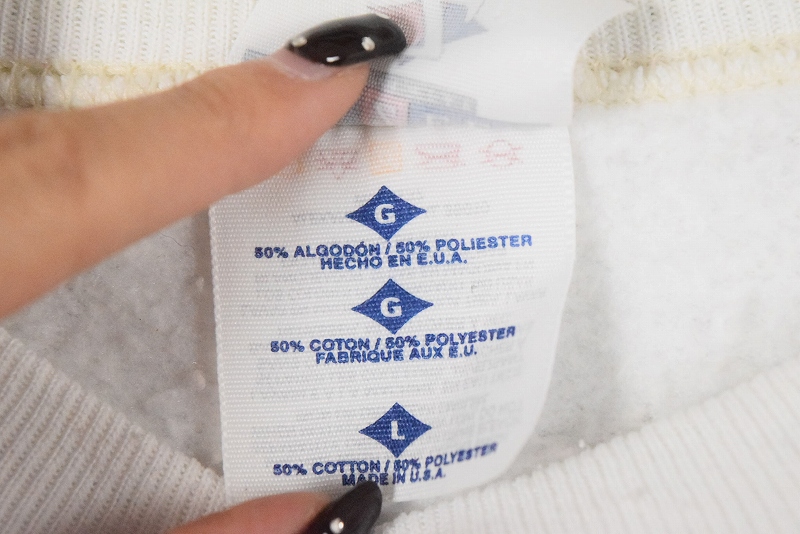 G
50% ALGODÓN / 50% POLIESTER
HECHO EN E.U.A.
G
50% COTON / 50% POLYESTER
FABRIQUE AUX E.U.
L
50% COTTON / 50% POLYESTER
MADE IN U.S.A.